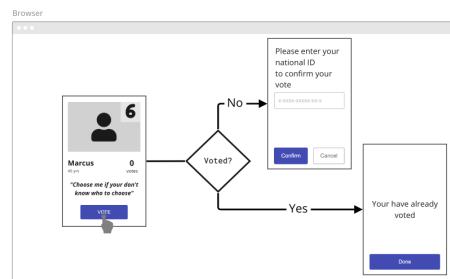 Browser
6
Marcus
0
votes
"Choose me if your don't
know who to choose"
VOTE
Voted?
No
Please enter your
national ID
to confirm your
vote
Confirm
Cancel
Yes
Your have already
voted
Done